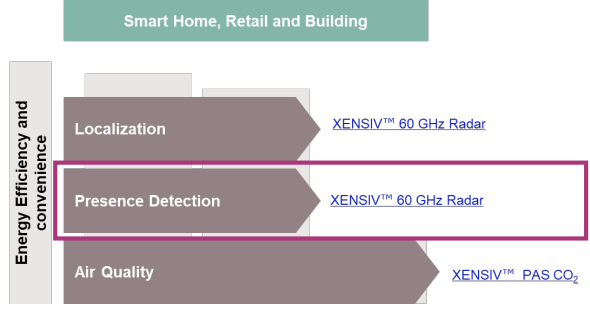 Smart Home, Retail and Building
Energy Efficiency and
convenience
Localization
XENSIV™ 60 GHz Radar
Presence Detection
XENSIV™ 60 GHz Radar
Air Quality
XENSIV™ PAS CO₂